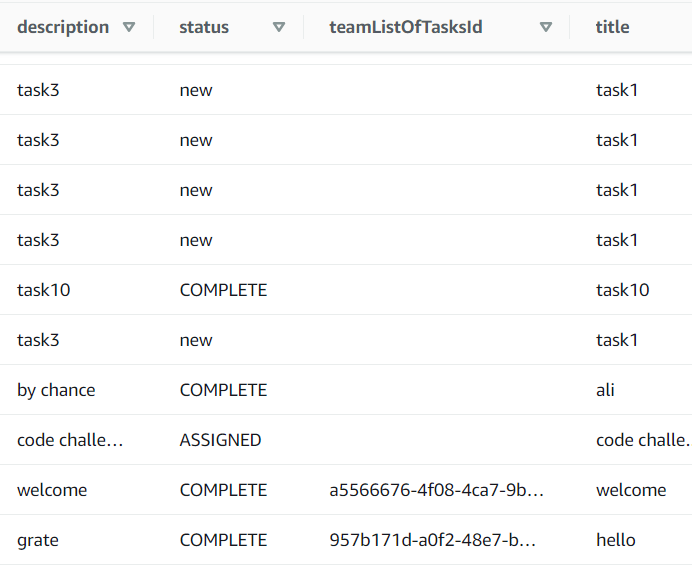 description status teamListOfTasksId title
task3 new task1
task3 new task1
task3 new task1
task3 new task1
task10 COMPLETE task10
task3 new task1
by chance COMPLETE ali
code challe... ASSIGNED code challe...
welcome COMPLETE a5566676-4f08-4ca7-9b... welcome
grate COMPLETE 957b171d-a0f2-48e7-b... hello